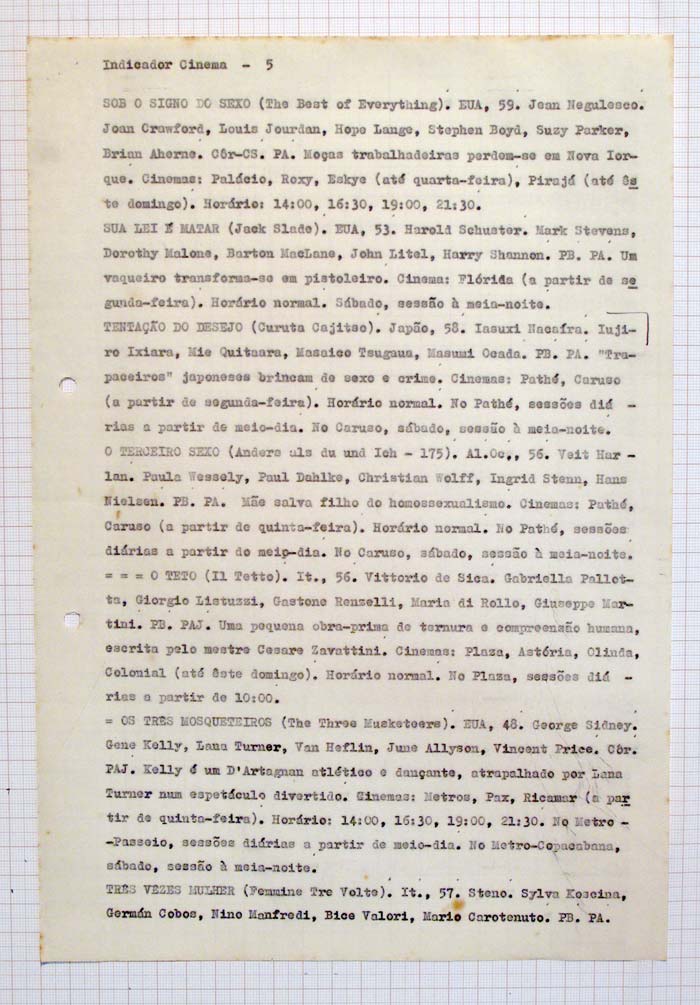 Indicador Cinema - 5
SOB O SIGNO DO SEXO (The Best of Everything). EUA, 59. Jean Negulesco.
Joan Crawford, Louis Jourdan, Hope Lange, Stephen Boyd, Suzy Parker,
Brian Aherne. Côr-CS. PA. Moças trabalhadeiras perdem-se em Nova Ior-
que. Cinemas: Palácio, Roxy, Eskye (até quarta-feira), Pirajá (até ês
te domingo). Horário: 14:00, 16:30, 19:00, 21:30.
SUA LEI É MATAR (Jack Slade). EUA, 53. Harold Schuster. Mark Stevens,
Dorothy Malone, Barton MacLane, John Litel, Harry Shannon. PB. PA. Um
vaqueiro transforma-se em pistoleiro. Cinema: Flórida (a partir de se
gunda-feira). Horário normal. Sábado, sessão à meia-noite.
TENTAÇÃO DO DESEJO (Curuta Cajitso). Japão, 58. Iasuxi Nacafra. Iuji-
ro Ixiara, Mie Quitaara, Masaico Tsugaua, Masumi Ocada. PB. PA. "Tra-
paceiros" japoneses brincam de sexo e crime. Cinemas: Pathé, Caruso
(a partir de segunda-feira). Horário normal. No Pathé, sessões diá -
rias a partir de meio-dia. No Caruso, sábado, sessão à meia-noite.
O TERCEIRO SEXO (Anders als du und Ich - 175). Al.Oc., 56. Veit Har -
lan. Paula Wessely, Paul Dahlke, Christian Wolff, Ingrid Stenn, Hans
Nielsen. PB. PA. Mãe salva filho do homossexualismo. Cinemas: Pathé,
Caruso (a partir de quinta-feira). Horário normal. No Pathé, sessões
diárias a partir do meio-dia. No Caruso, sábado, sessão à meia-noite.
= = = O TETO (Il Tetto). It., 56. Vittorio de Sica. Gabriella Pallot-
ta, Giorgio Listuzzi, Gastone Renzelli, Maria di Rollo, Giuseppe Mar-
tini. PB. PAJ. Uma pequena obra-prima de ternura e compreenzão humana,
escrita pelo mestre Cesare Zavattini. Cinemas: Plaza, Astória, Olinda,
Colonial (até êste domingo). Horário normal. No Plaza, sessões diá -
rias a partir de 10:00.
= OS TRÊS MOSQUETEIROS (The Three Musketeers). EUA, 48. George Sidney.
Gene Kelly, Lana Turner, Van Heflin, June Allyson, Vincent Price. Côr.
PAJ. Kelly é um D'Artagnan atlético e dançante, atrapalhado por Lana
Turner num espetáculo divertido. Cinemas: Metros, Pax, Ricamar (a par
tir de quinta-feira). Horário: 14:00, 16:30, 19:00, 21:30. No Metro -
-Passeio, sessões diárias a partir de meio-dia. No Metro-Copacabana,
sábado, sessão à meia-noite.
TRÊS VÊZES MULHER (Femmine Tre Volte). It., 57. Steno. Sylva Koscina,
Germán Cobos, Nino Manfredi, Bice Valori, Mario Carotenuto. PB. PA.